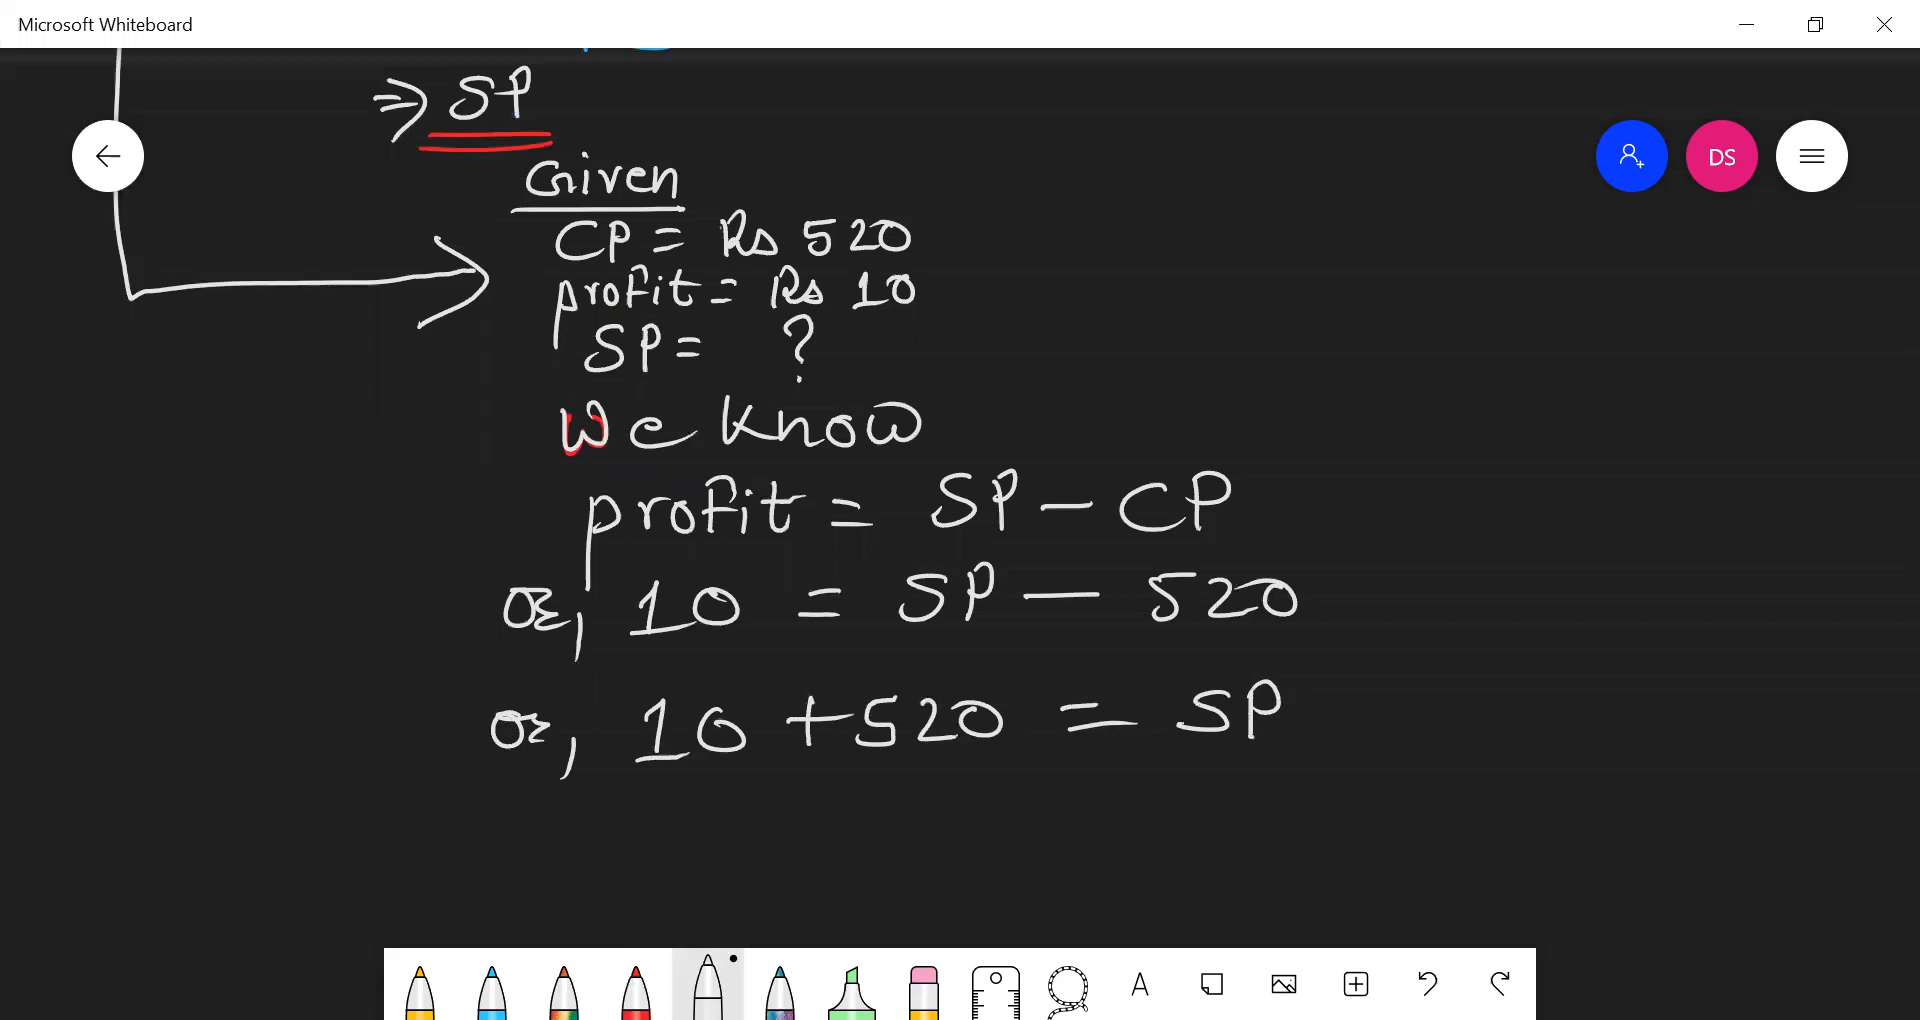 Microsoft Whiteboard
⇒ SP
Given
CP = Rs 520
profit = Rs 10
SP = ?
We know
profit = SP - CP
or, 10 = SP - 520
or, 10 + 520 = SP
DS